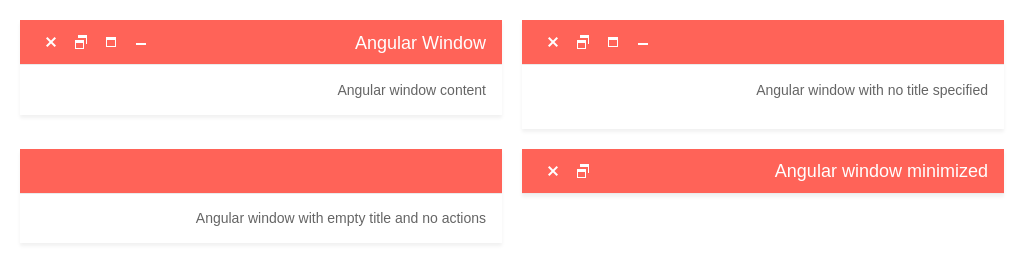 Angular Window
Angular window content
Angular window with no title specified
Angular window with empty title and no actions
Angular window minimized